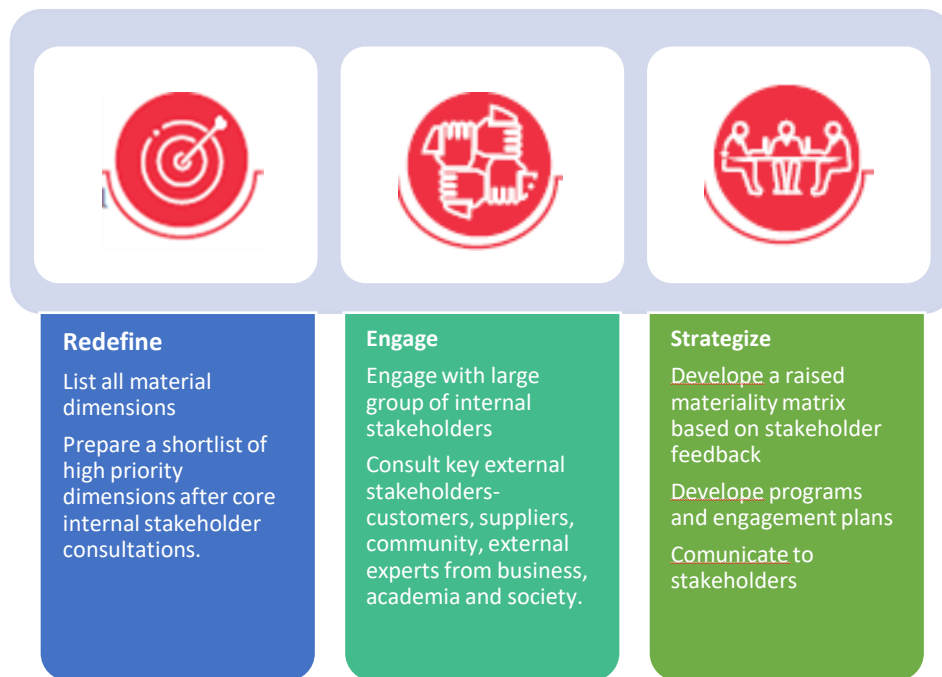 Redefine
List all material
dimensions
Prepare a shortlist of
high priority
dimensions after core
internal stakeholder
consultations.
Engage
Engage with large
group of internal
stakeholders
Consult key external
stakeholders-
customers, suppliers,
community, external
experts from business,
academia and society.
Strategize
Develope a raised
materiality matrix
based on stakeholder
feedback
Develope programs
and engagement plans
Comunicate to
stakeholders